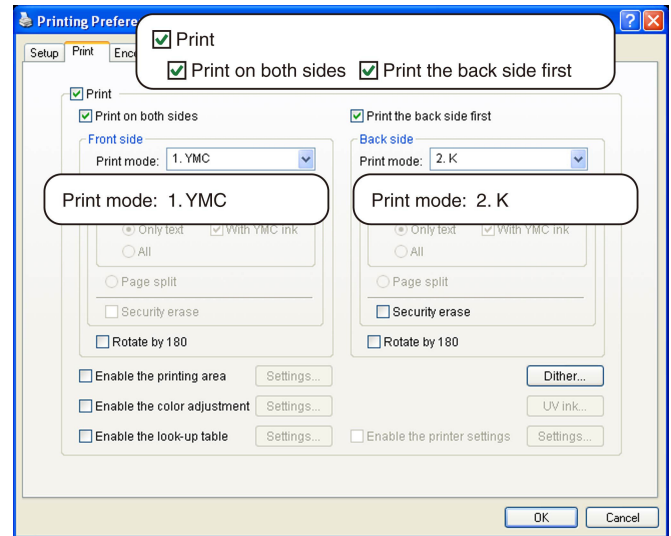 Printing Prefere
Print
Print on both sides Print the back side first
Setup Print Enc
Print
Print on both sides Print the back side first
Front side Back side
Print mode: 1. YMC Print mode: 2. K
Print mode: 1. YMC Print mode: 2. K
Only text With YMC ink Only text With YMC ink
All All
Page split Page split
Security erase Security erase
Rotate by 180 Rotate by 180
Enable the printing area Settings... Dither...
Enable the color adjustment Settings... UV ink...
Enable the look-up table Settings... Enable the printer settings Settings...
OK Cancel